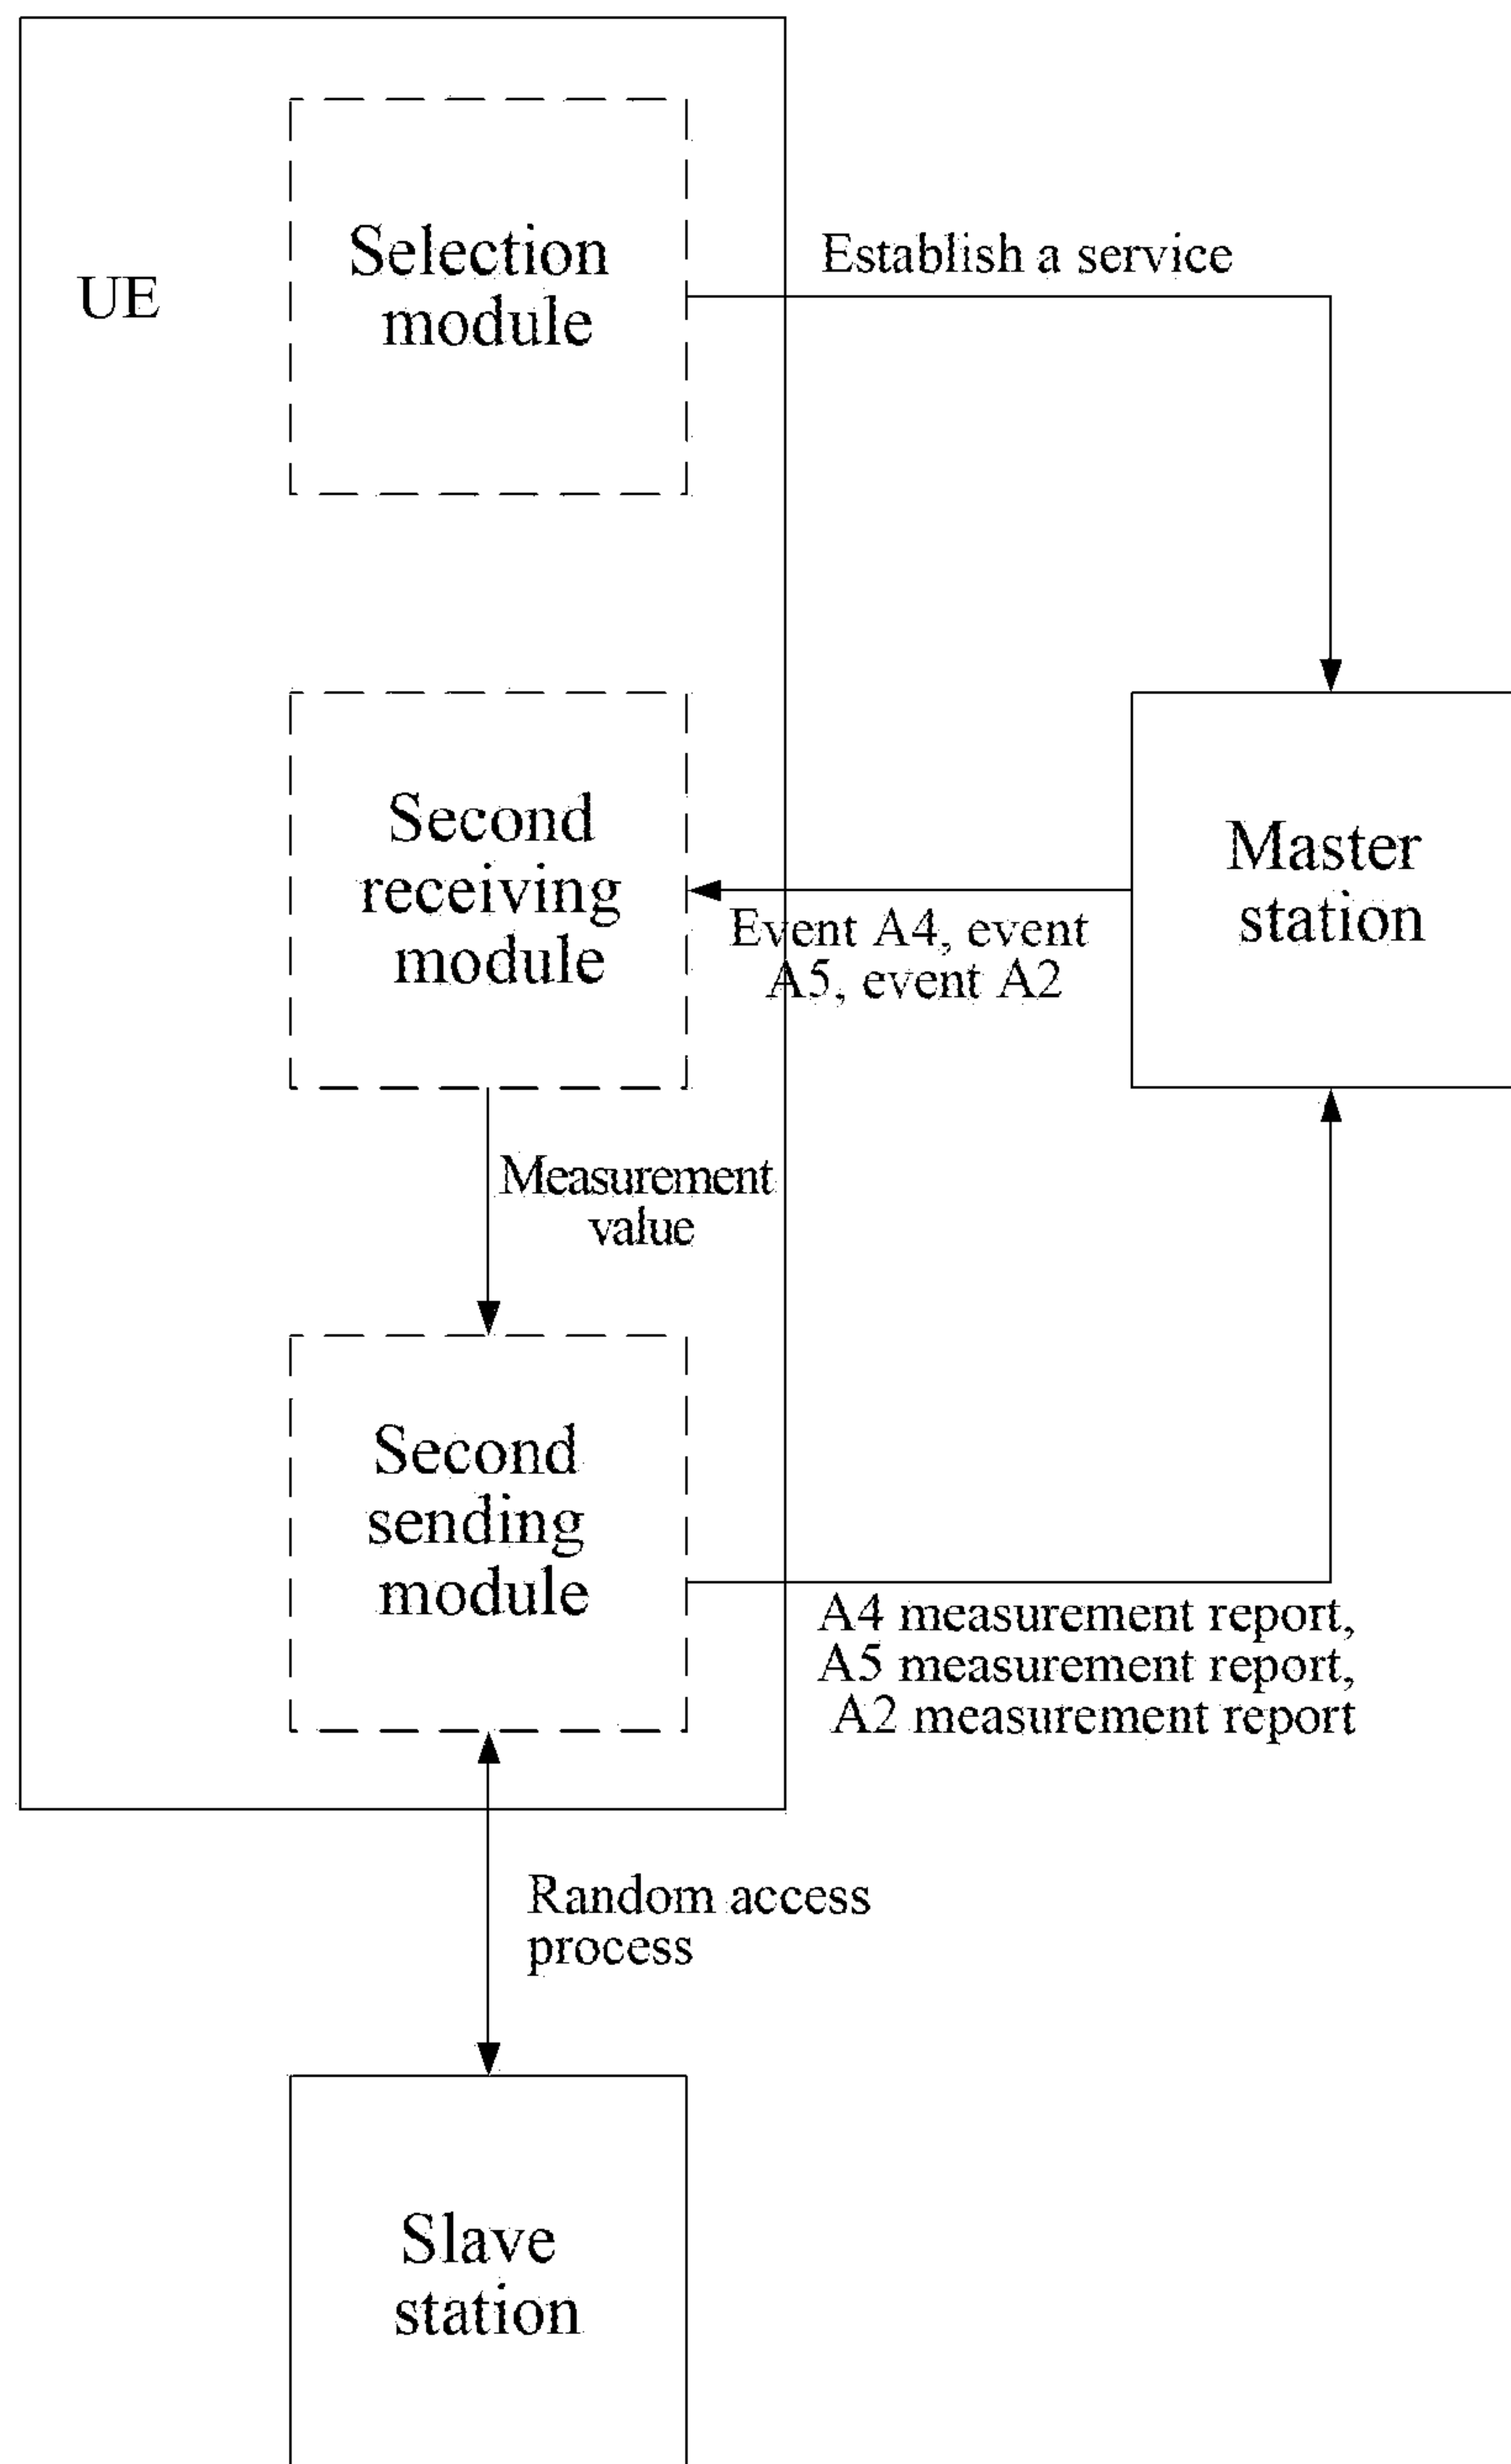 UE
Selection
module
Establish a service
Second
receiving
module
Master
station
Event A4, event
A5, event A2
Measurement
value
Second
sending
module
A4 measurement report,
A5 measurement report,
A2 measurement report
Random access
process
Slave
station